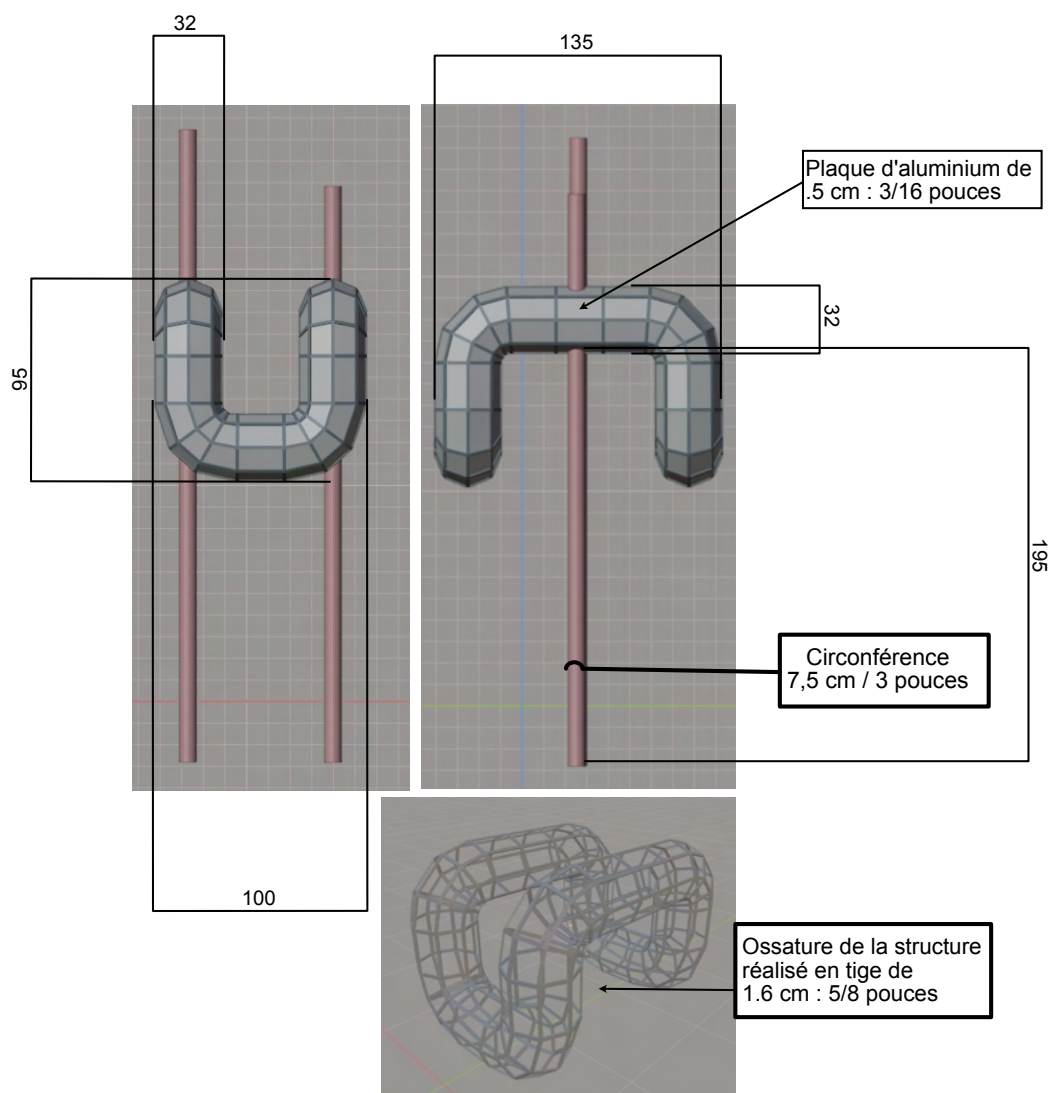 32
135
Plaque d'aluminium de
.5 cm : 3/16 pouces
95
32
195
Circonférence
7,5 cm / 3 pouces
100
Ossature de la structure
réalisé en tige de
1.6 cm : 5/8 pouces